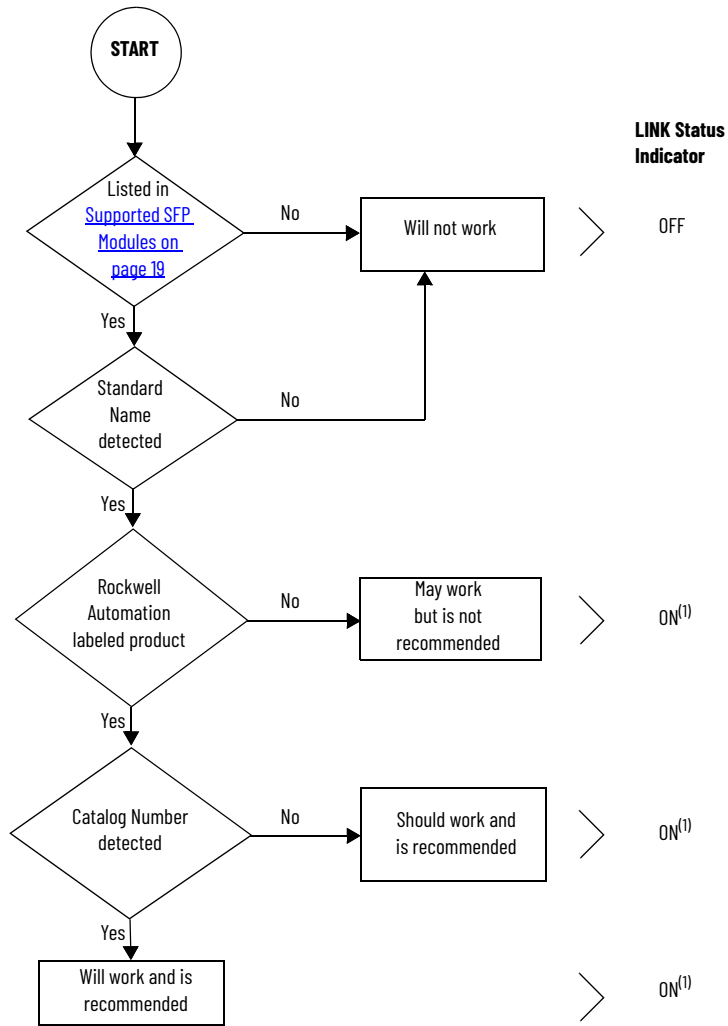 START
LINK Status
Indicator
Listed in
Supported SFP
Modules on
page 19
No
Will not work
OFF
Yes
Standard
Name
detected
No
Yes
Rockwell
Automation
labeled product
No
May work
but is not
recommended
ON(1)
Yes
Catalog Number
detected
No
Should work and
is recommended
ON(1)
Yes
Will work and is
recommended
ON(1)